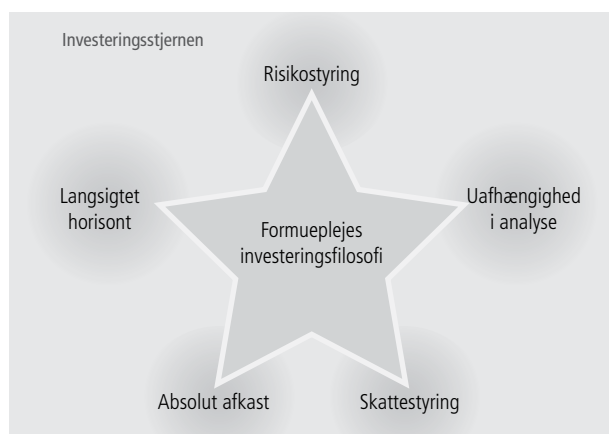 Investeringsstjernen
Risikostyring
Langsigtet
horisont
Uafhængighed
i analyse
Formueplejes
investeringsfilosofi
Absolut afkast
Skattestyring